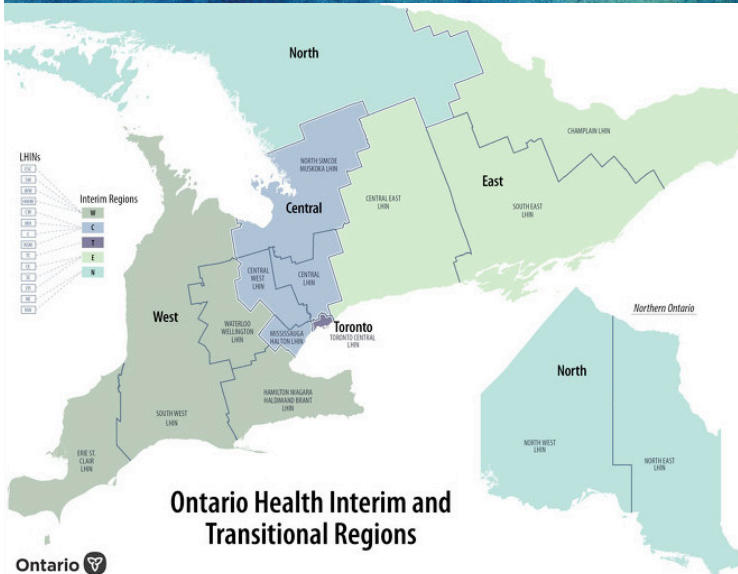 North
LHINs
Interim Regions
W
C
T
E
N
NORTH SIMCOE
MUSKOKA LHIN
Central
CENTRAL EAST
LHIN
CHAMPLAIN LHIN
East
SOUTH EAST
LHIN
CENTRAL
WEST
LHIN
CENTRAL
LHIN
West
WATERLOO
WELLINGTON
LHIN
MISSISSAUGA
HALTON LHIN
Toronto
TORONTO CENTRAL
LHIN
HAMILTON NIAGARA
HALDIMAND BRANT
LHIN
SOUTH WEST
LHIN
ERIE ST.
CLAIR
LHIN
Northern Ontario
North
NORTH WEST
LHIN
NORTH EAST
LHIN
Ontario Health Interim and
Transitional Regions
Ontario